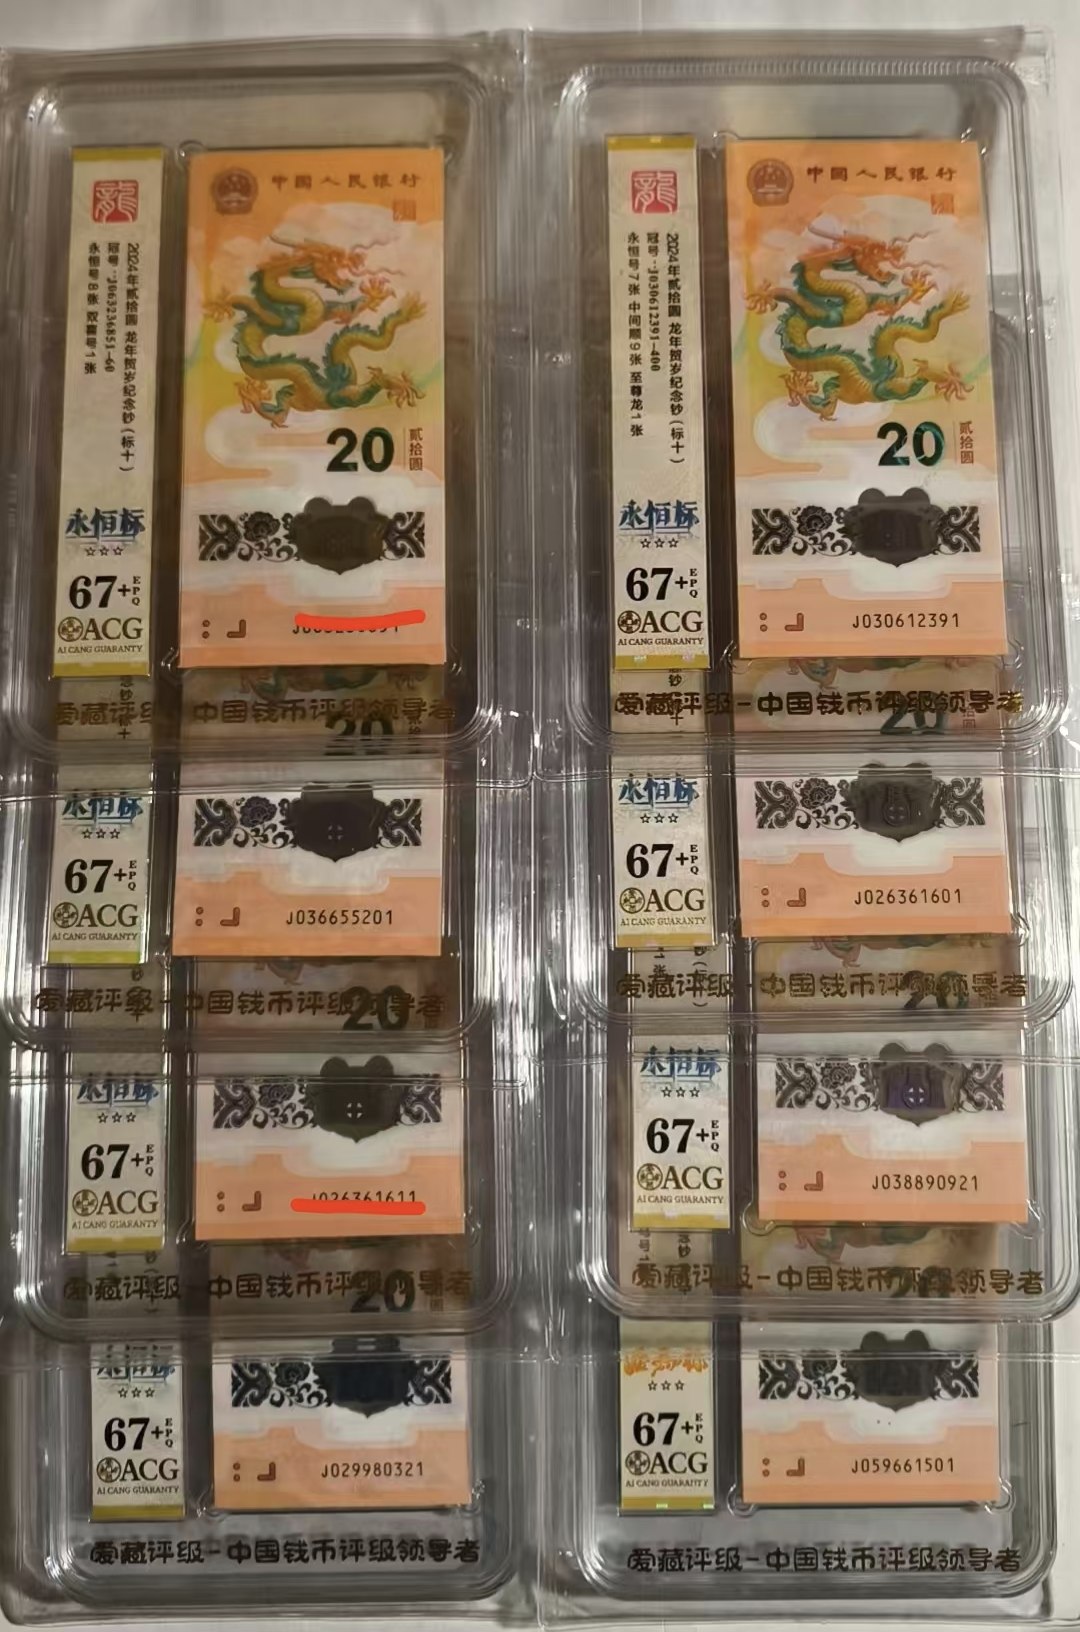 龍
2024年贰拾圆 龙年贺岁纪念钞(标十)
冠号:J063236851-60
永恒号8张 双喜号1张
永恒标
☆☆☆
67+EPQ
ACG
AI CANG GUARANTY
中国人民银行
20
贰拾圆
爱藏评级-中国钱币评级领导者
龍
2024年贰拾圆 龙年贺岁纪念钞(标十)
冠号:J030612391-400
永恒号7张 中间顺9张 至尊龙1张
永恒标
☆☆☆
67+EPQ
ACG
AI CANG GUARANTY
中国人民银行
20
贰拾圆
J030612391
爱藏评级-中国钱币评级领导者
20
永恒标
☆☆☆
67+EPQ
ACG
AI CANG GUARANTY
J036655201
爱藏评级-中国钱币评级领导者
20
永恒标
☆☆☆
67+EPQ
ACG
AI CANG GUARANTY
J026361601
爱藏评级-中国钱币评级领导者
20
永恒标
☆☆☆
67+EPQ
ACG
AI CANG GUARANTY
J026361611
爱藏评级-中国钱币评级领导者
20
永恒标
☆☆☆
67+EPQ
ACG
AI CANG GUARANTY
J038890921
爱藏评级-中国钱币评级领导者
永恒标
☆☆☆
67+EPQ
ACG
AI CANG GUARANTY
J029980321
爱藏评级-中国钱币评级领导者
☆☆☆
67+EPQ
ACG
AI CANG GUARANTY
J059661501
爱藏评级-中国钱币评级领导者